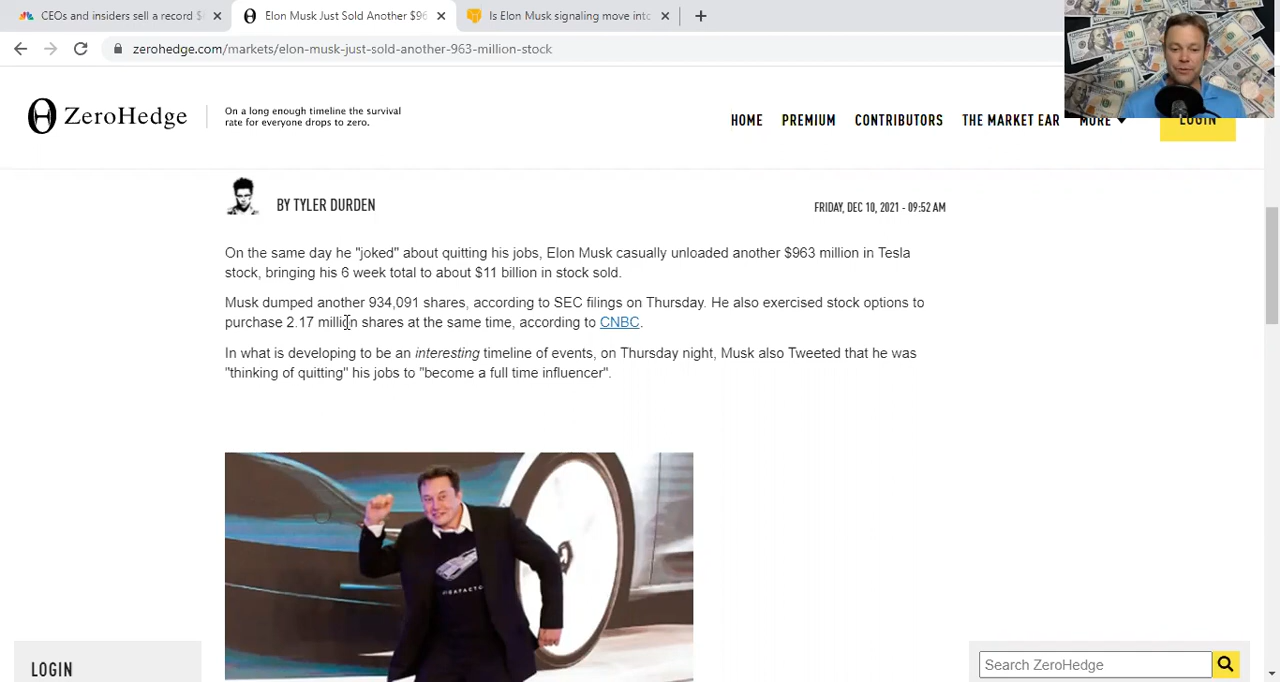 CEOs and insiders sell a record $
Elon Musk Just Sold Another $96
Is Elon Musk signaling move into
zerohedge.com/markets/elon-musk-just-sold-another-963-million-stock
ZeroHedge
On a long enough timeline the survival
rate for everyone drops to zero.
HOME PREMIUM CONTRIBUTORS THE MARKET EAR MORE
LOGIN
BY TYLER DURDEN
FRIDAY, DEC 10, 2021 - 09:52 AM
On the same day he "joked" about quitting his jobs, Elon Musk casually unloaded another $963 million in Tesla
stock, bringing his 6 week total to about $11 billion in stock sold.
Musk dumped another 934,091 shares, according to SEC filings on Thursday. He also exercised stock options to
purchase 2.17 million shares at the same time, according to CNBC.
In what is developing to be an interesting timeline of events, on Thursday night, Musk also Tweeted that he was
"thinking of quitting" his jobs to "become a full time influencer".
LOGIN
Search ZeroHedge